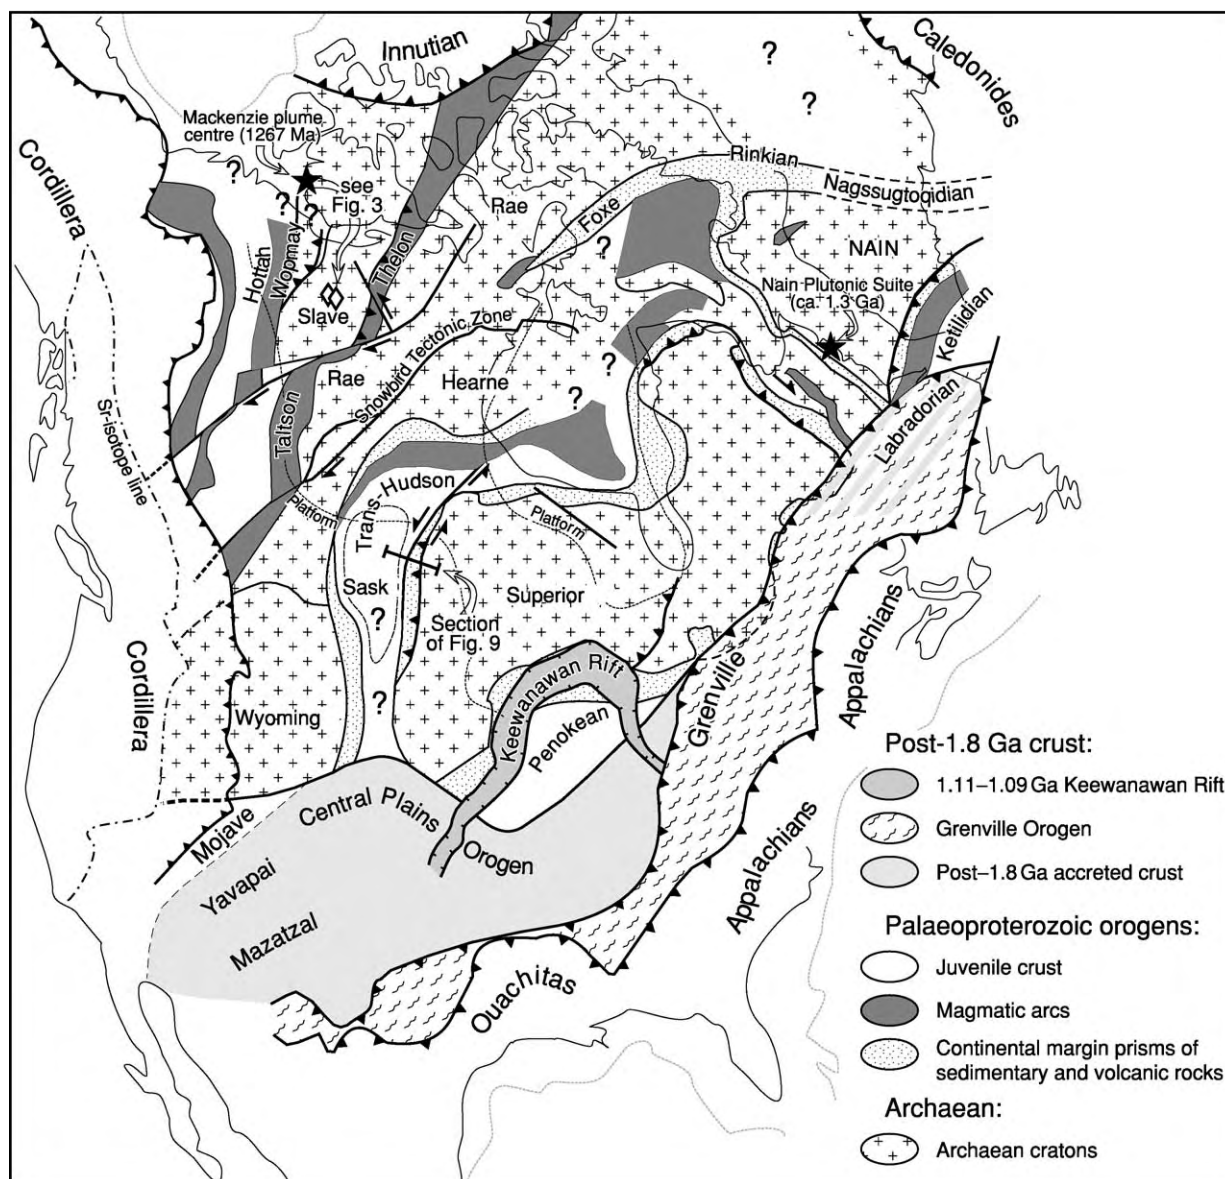 Innutian
Caledonides
Mackenzie plume
centre (1267 Ma)
?
?
?
see
Fig. 3
?
?
?
Cordillera
Rae
Foxe
Rinkian
Nagssugtoqidian
NAIN
Nain Plutonic Suite
(ca. 1.3 Ga)
Ketilidian
Hottah
Wopmay
Thelon
Slave
?
Rae
Snowbird Tectonic Zone
Hearne
?
?
Labradorian
Sr-isotope line
Taltson
Platform
Trans-Hudson
Platform
Sask
?
Superior
Section
of Fig. 9
?
Cordillera
Wyoming
Keewanawan Rift
Penokean
Grenville
Appalachians
Mojave
Central Plains
Orogen
Yavapai
Mazatzal
Appalachians
Ouachitas
Post-1.8 Ga crust:
1.11–1.09 Ga Keewanawan Rift
Grenville Orogen
Post–1.8 Ga accreted crust
Palaeoproterozoic orogens:
Juvenile crust
Magmatic arcs
Continental margin prisms of
sedimentary and volcanic rocks
Archaean:
Archaean cratons